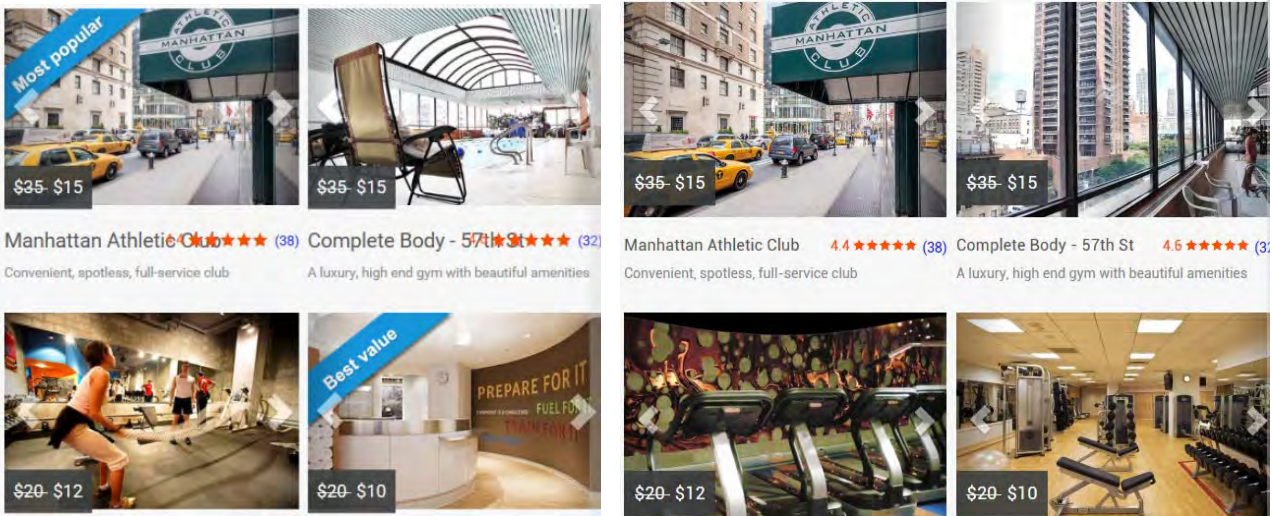 Most popular
ATHLETIC
MANHATTAN
CLUB
$35 $15
$35 $15
Manhattan Athletic Club (38)
Convenient, spotless, full-service club
Complete Body - 57th St (32)
A luxury, high end gym with beautiful amenities
$20 $12
Best value
PREPARE FOR IT
FUEL FOR
TRAIN FOR IT
$20 $10
ATHLETIC
MANHATTAN
CLUB
$35 $15
$35 $15
Manhattan Athletic Club 4.4 ★★★★★ (38)
Convenient, spotless, full-service club
Complete Body - 57th St 4.6 ★★★★★ (32
A luxury, high end gym with beautiful amenities
$20 $12
$20 $10